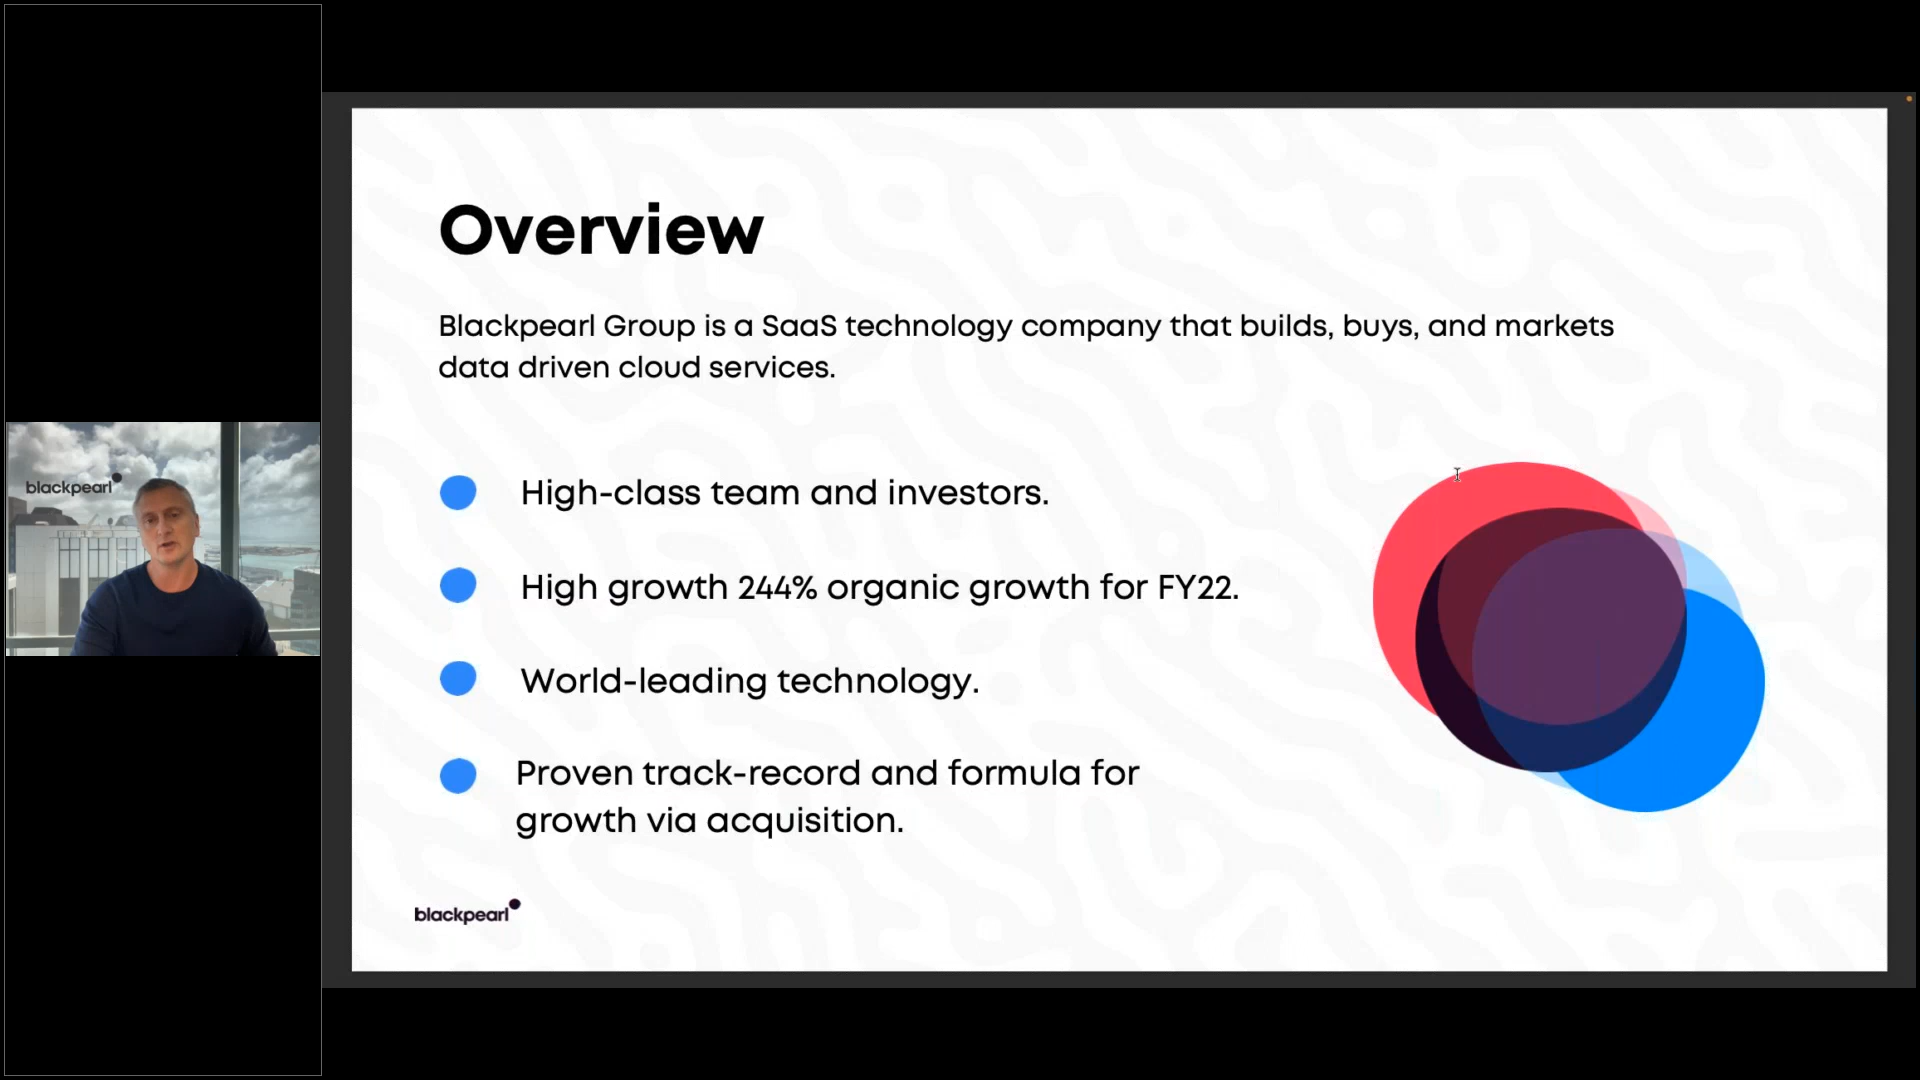 blackpearl
Overview
Blackpearl Group is a SaaS technology company that builds, buys, and markets
data driven cloud services.
High-class team and investors.
High growth 244% organic growth for FY22.
World-leading technology.
Proven track-record and formula for
growth via acquisition.
blackpearl